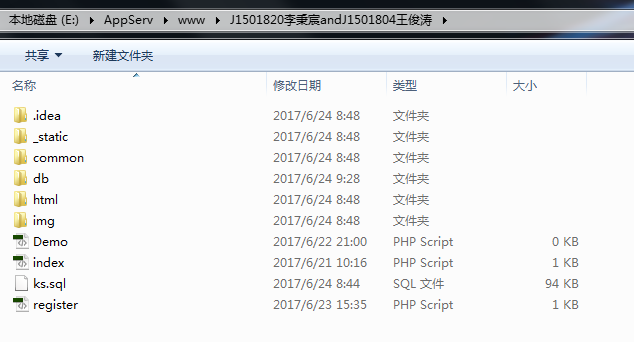 本地磁盘 (E:) ▸ AppServ ▸ www ▸ J1501820李秉宸andJ1501804王俊涛 ▸
共享 ▼ 新建文件夹
名称 修改日期 类型 大小
.idea 2017/6/24 8:48 文件夹
_static 2017/6/24 8:48 文件夹
common 2017/6/24 8:48 文件夹
db 2017/6/24 9:28 文件夹
html 2017/6/24 8:48 文件夹
img 2017/6/24 8:48 文件夹
Demo 2017/6/22 21:00 PHP Script 0 KB
index 2017/6/21 10:16 PHP Script 1 KB
ks.sql 2017/6/24 8:44 SQL 文件 94 KB
register 2017/6/23 15:35 PHP Script 1 KB